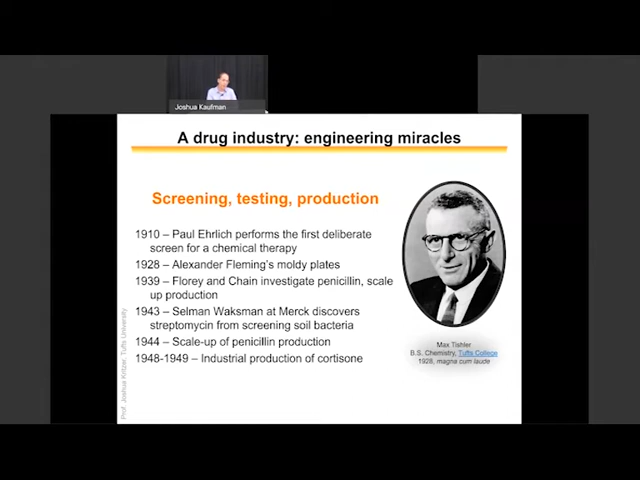 Joshua Kaufman
A drug industry: engineering miracles
Screening, testing, production
1910 – Paul Ehrlich performs the first deliberate
screen for a chemical therapy
1928 – Alexander Fleming's moldy plates
1939 – Florey and Chain investigate penicillin, scale
up production
1943 – Selman Waksman at Merck discovers
streptomycin from screening soil bacteria
1944 – Scale-up of penicillin production
1948-1949 – Industrial production of cortisone
Max Tishler
B.S. Chemistry, Tufts College
1928, magna cum laude
Prof. Joshua Kritzer, Tufts University